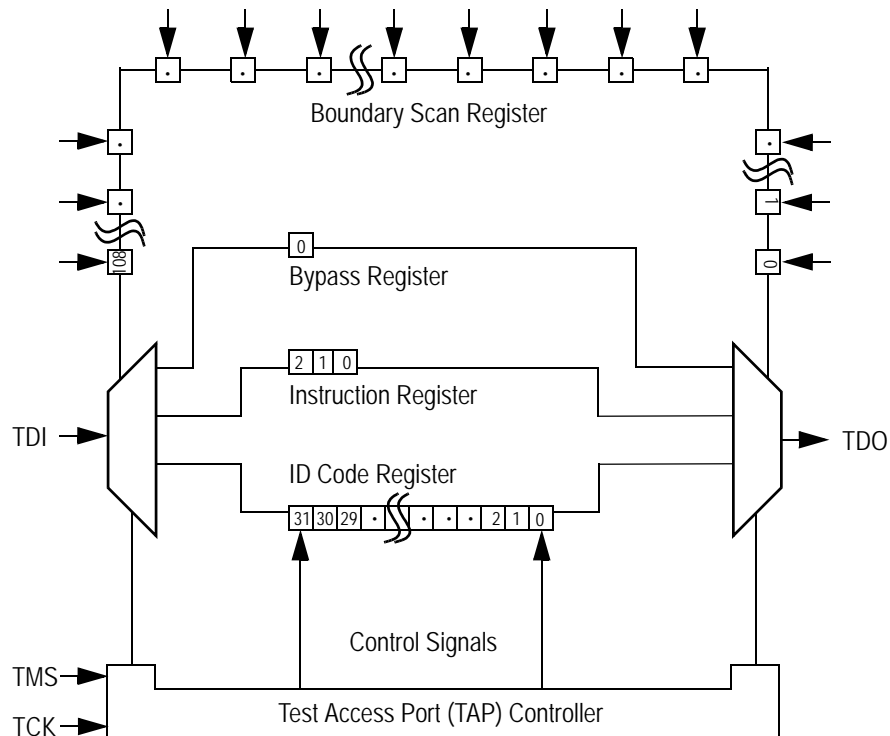 Boundary Scan Register
1
108
0
0
Bypass Register
2 1 0
Instruction Register
TDI
TDO
ID Code Register
31 30 29 · · · · · 2 1 0
Control Signals
TMS
Test Access Port (TAP) Controller
TCK